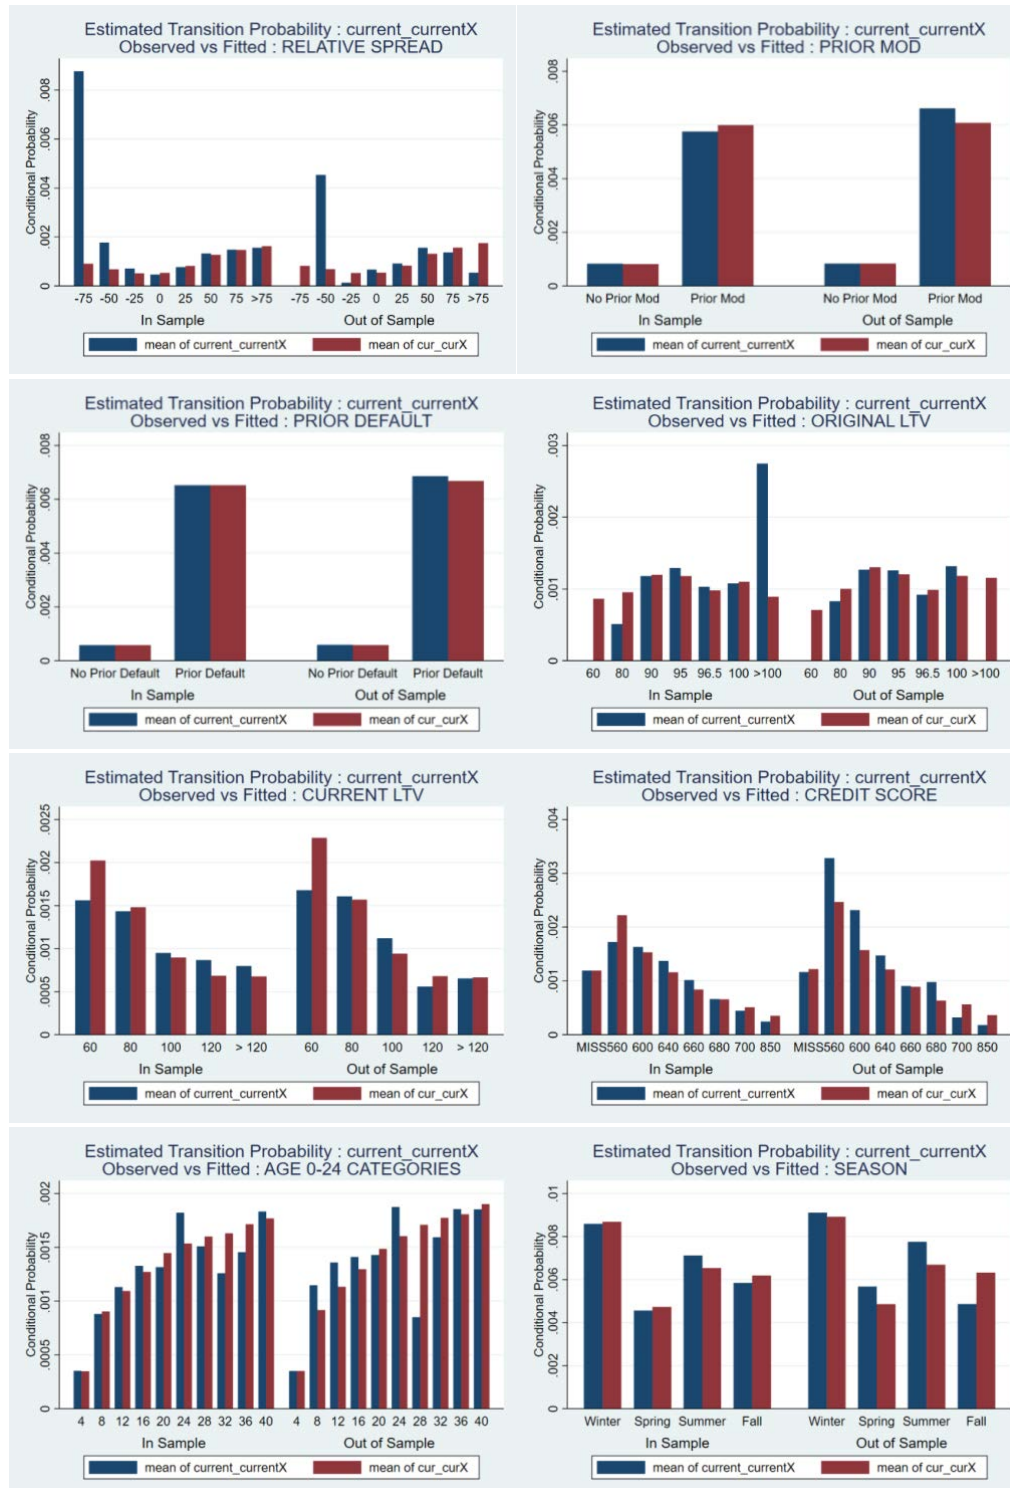 Estimated Transition Probability : current_currentX
Observed vs Fitted : RELATIVE SPREAD
Conditional Probability
0 .002 .004 .006 .008
-75 -50 -25 0 25 50 75 >75 -75 -50 -25 0 25 50 75 >75
In Sample Out of Sample
mean of current_currentX mean of cur_curX
Estimated Transition Probability : current_currentX
Observed vs Fitted : PRIOR MOD
Conditional Probability
0 .002 .004 .006 .008
No Prior Mod Prior Mod No Prior Mod Prior Mod
In Sample Out of Sample
mean of current_currentX mean of cur_curX
Estimated Transition Probability : current_currentX
Observed vs Fitted : PRIOR DEFAULT
Conditional Probability
0 .002 .004 .006 .008
No Prior Default Prior Default No Prior Default Prior Default
In Sample Out of Sample
mean of current_currentX mean of cur_curX
Estimated Transition Probability : current_currentX
Observed vs Fitted : ORIGINAL LTV
Conditional Probability
0 .001 .002 .003
60 80 90 95 96.5 100 >100 60 80 90 95 96.5 100 >100
In Sample Out of Sample
mean of current_currentX mean of cur_curX
Estimated Transition Probability : current_currentX
Observed vs Fitted : CURRENT LTV
Conditional Probability
0 .0005 .001 .0015 .002 .0025
60 80 100 120 > 120 60 80 100 120 > 120
In Sample Out of Sample
mean of current_currentX mean of cur_curX
Estimated Transition Probability : current_currentX
Observed vs Fitted : CREDIT SCORE
Conditional Probability
0 .001 .002 .003 .004
MISS560 600 640 660 680 700 850 MISS560 600 640 660 680 700 850
In Sample Out of Sample
mean of current_currentX mean of cur_curX
Estimated Transition Probability : current_currentX
Observed vs Fitted : AGE 0-24 CATEGORIES
Conditional Probability
0 .0005 .001 .0015 .002
4 8 12 16 20 24 28 32 36 40 4 8 12 16 20 24 28 32 36 40
In Sample Out of Sample
mean of current_currentX mean of cur_curX
Estimated Transition Probability : current_currentX
Observed vs Fitted : SEASON
Conditional Probability
0 .002 .004 .006 .008 .01
Winter Spring Summer Fall Winter Spring Summer Fall
In Sample Out of Sample
mean of current_currentX mean of cur_curX